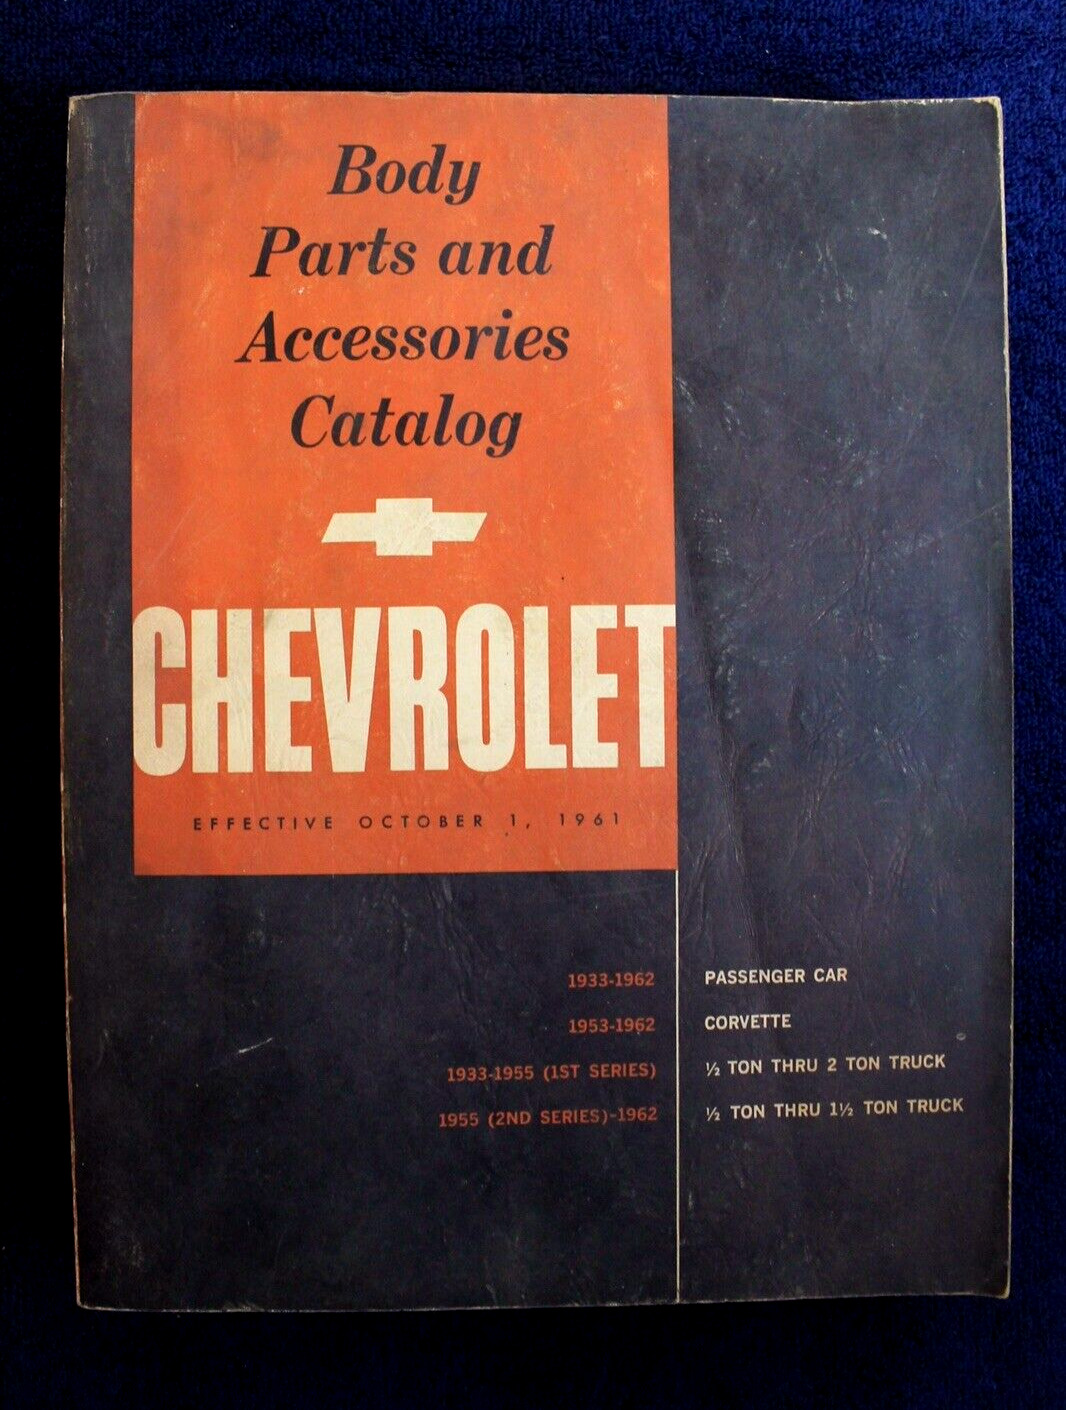 Body
Parts and
Accessories
Catalog
CHEVROLET
EFFECTIVE OCTOBER 1, 1961
1933-1962 PASSENGER CAR
1953-1962 CORVETTE
1933-1955 (1ST SERIES) ½ TON THRU 2 TON TRUCK
1955 (2ND SERIES)-1962 ½ TON THRU 1½ TON TRUCK